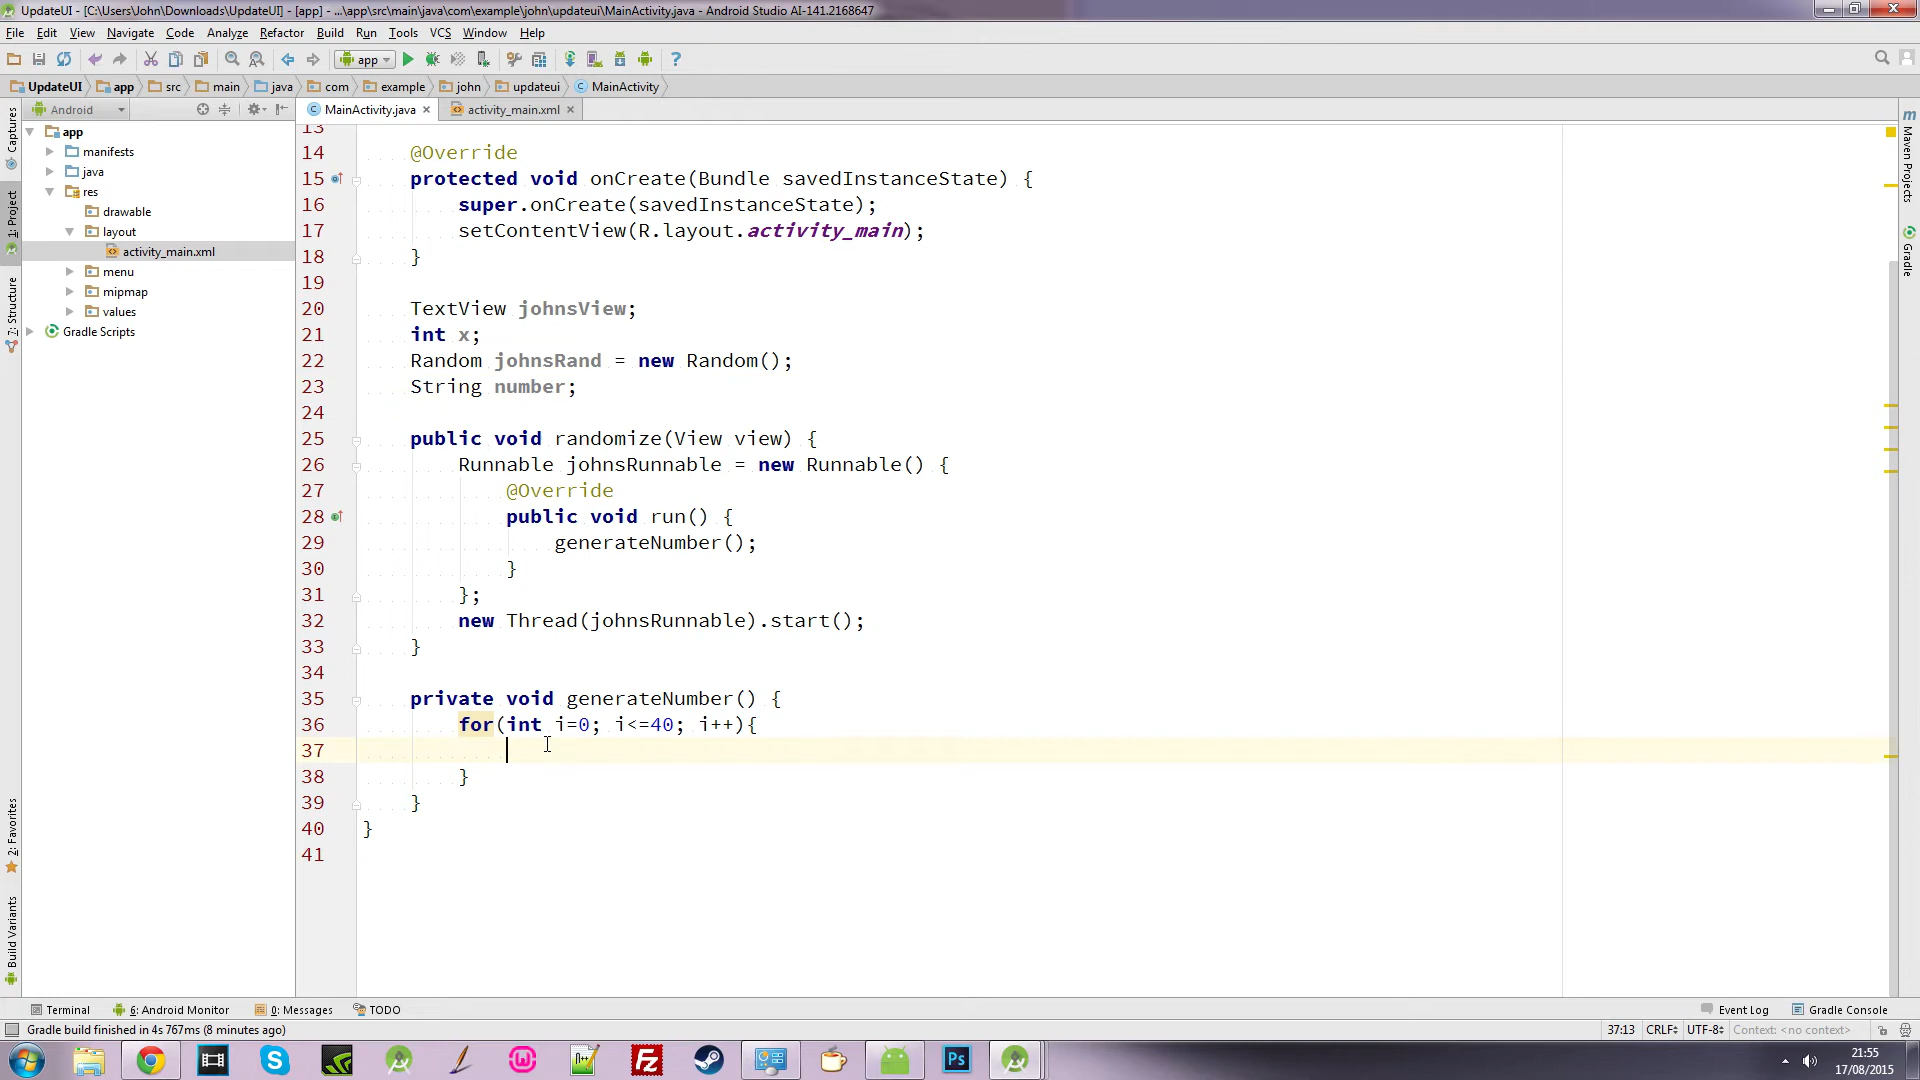 UpdateUI - [C:\Users\John\Downloads\UpdateUI] - [app] - ...\app\src\main\java\com\example\john\updateui\MainActivity.java - Android Studio AI-141.2168647
File Edit View Navigate Code Analyze Refactor Build Run Tools VCS Window Help
app
UpdateUI app src main java com example john updateui MainActivity
Android
MainActivity.java activity_main.xml
app
manifests
java
res
drawable
layout
activity_main.xml
menu
mipmap
values
Gradle Scripts
Captures
1: Project
7: Structure
2: Favorites
Build Variants
13
14 @Override
15 protected void onCreate(Bundle savedInstanceState) {
16 super.onCreate(savedInstanceState);
17 setContentView(R.layout.activity_main);
18 }
19
20 TextView johnsView;
21 int x;
22 Random johnsRand = new Random();
23 String number;
24
25 public void randomize(View view) {
26 Runnable johnsRunnable = new Runnable() {
27 @Override
28 public void run() {
29 generateNumber();
30 }
31 };
32 new Thread(johnsRunnable).start();
33 }
34
35 private void generateNumber() {
36 for(int i=0; i<=40; i++){
37
38 }
39 }
40 }
41
m Maven Projects
Gradle
Terminal 6: Android Monitor 0: Messages TODO Event Log Gradle Console
Gradle build finished in 4s 767ms (8 minutes ago) 37:13 CRLF UTF-8 Context: <no context>
Fz Ps
21:55
17/08/2015